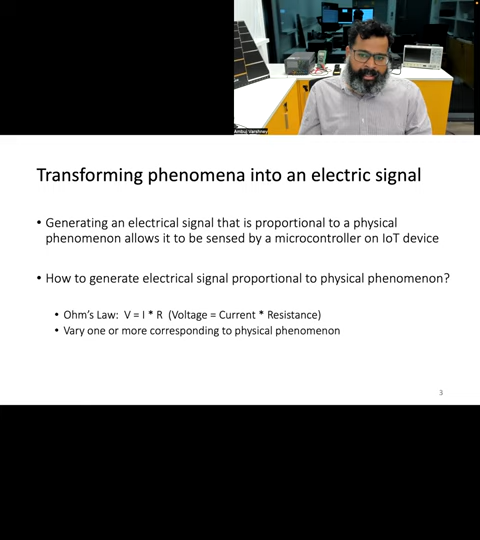 Ambuj Varshney
Transforming phenomena into an electric signal
• Generating an electrical signal that is proportional to a physical
phenomenon allows it to be sensed by a microcontroller on IoT device
• How to generate electrical signal proportional to physical phenomenon?
• Ohm's Law: V = I * R (Voltage = Current * Resistance)
• Vary one or more corresponding to physical phenomenon
3